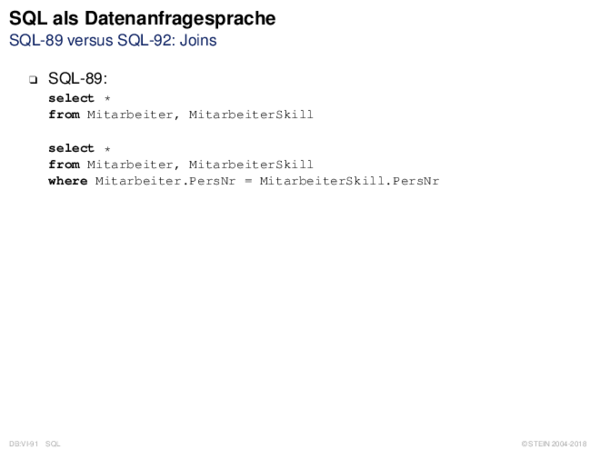 SQL als Datenanfragesprache
SQL-89 versus SQL-92: Joins
❑ SQL-89:
select *
from Mitarbeiter, MitarbeiterSkill
select *
from Mitarbeiter, MitarbeiterSkill
where Mitarbeiter.PersNr = MitarbeiterSkill.PersNr
DB:VI-91 SQL
© STEIN 2004-2018